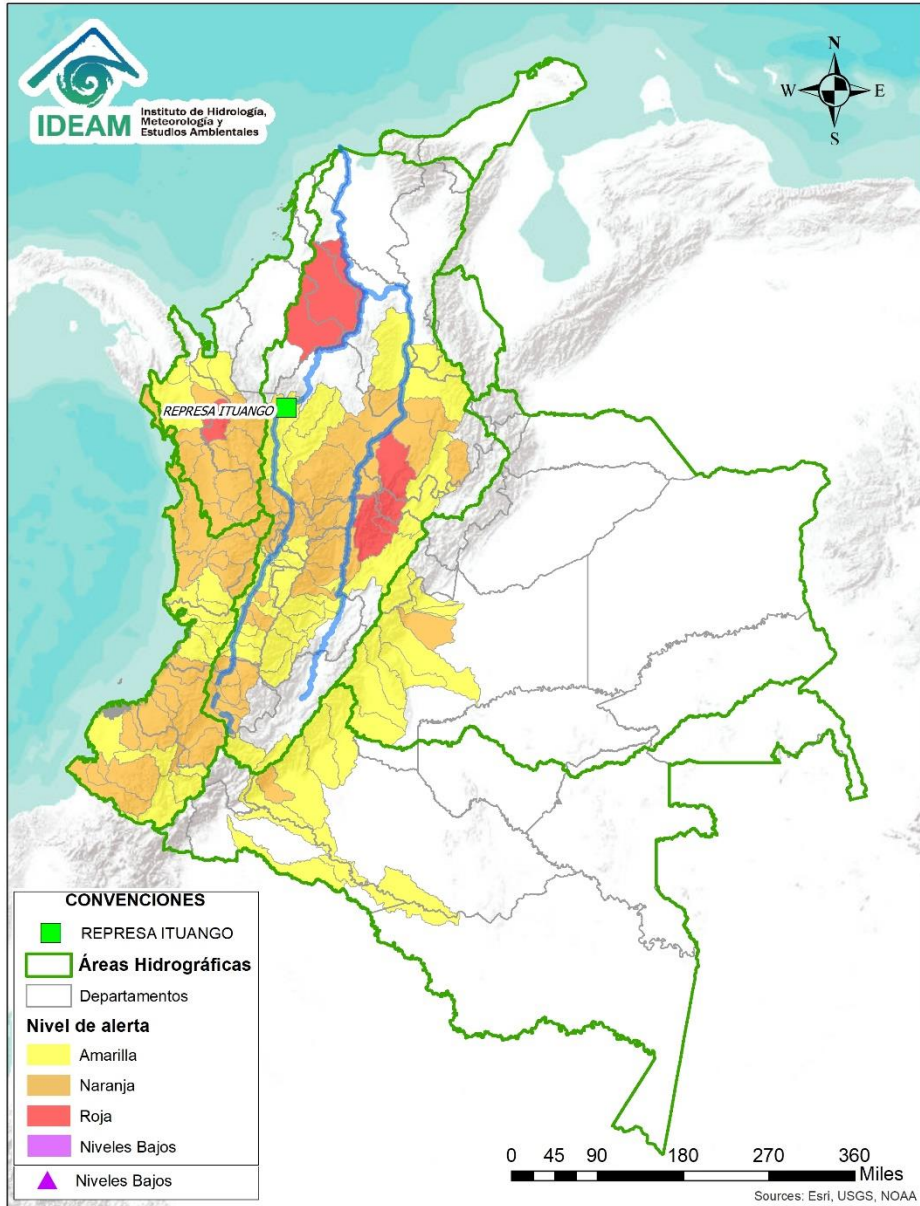 IDEAM
Instituto de Hidrología,
Meteorología y
Estudios Ambientales
N
W
E
S
REPRESA ITUANGO
CONVENCIONES
REPRESA ITUANGO
Áreas Hidrográficas
Departamentos
Nivel de alerta
Amarilla
Naranja
Roja
Niveles Bajos
Niveles Bajos
0 45 90 180 270 360
Miles
Sources: Esri, USGS, NOAA